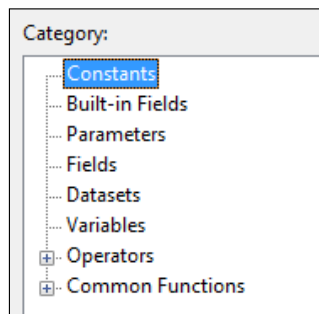 Category:
Constants
Built-in Fields
Parameters
Fields
Datasets
Variables
Operators
Common Functions